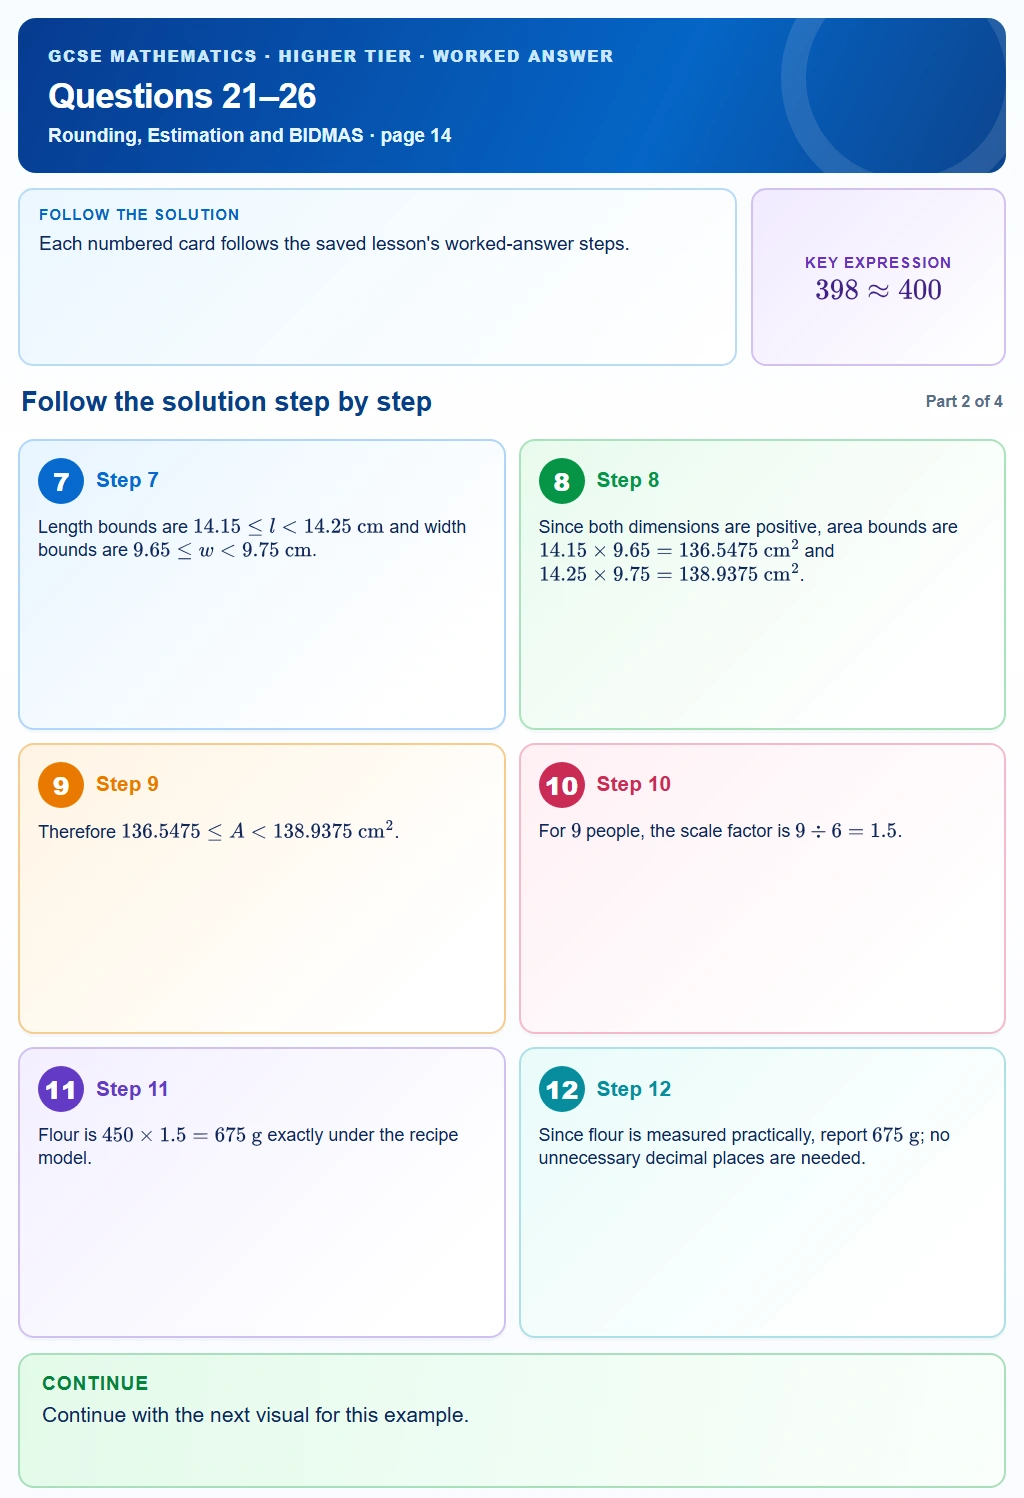 GCSE MATHEMATICS · HIGHER TIER · WORKED ANSWER
Questions 21–26
Rounding, Estimation and BIDMAS · page 14
FOLLOW THE SOLUTION
Each numbered card follows the saved lesson's worked-answer steps.
KEY EXPRESSION
398 ≈ 400
Follow the solution step by step
Part 2 of 4
7 Step 7
Length bounds are 14.15 ≤ l < 14.25 cm and width
bounds are 9.65 ≤ w < 9.75 cm.
8 Step 8
Since both dimensions are positive, area bounds are
14.15 × 9.65 = 136.5475 cm² and
14.25 × 9.75 = 138.9375 cm².
9 Step 9
Therefore 136.5475 ≤ A < 138.9375 cm².
10 Step 10
For 9 people, the scale factor is 9 ÷ 6 = 1.5.
11 Step 11
Flour is 450 × 1.5 = 675 g exactly under the recipe
model.
12 Step 12
Since flour is measured practically, report 675 g; no
unnecessary decimal places are needed.
CONTINUE
Continue with the next visual for this example.